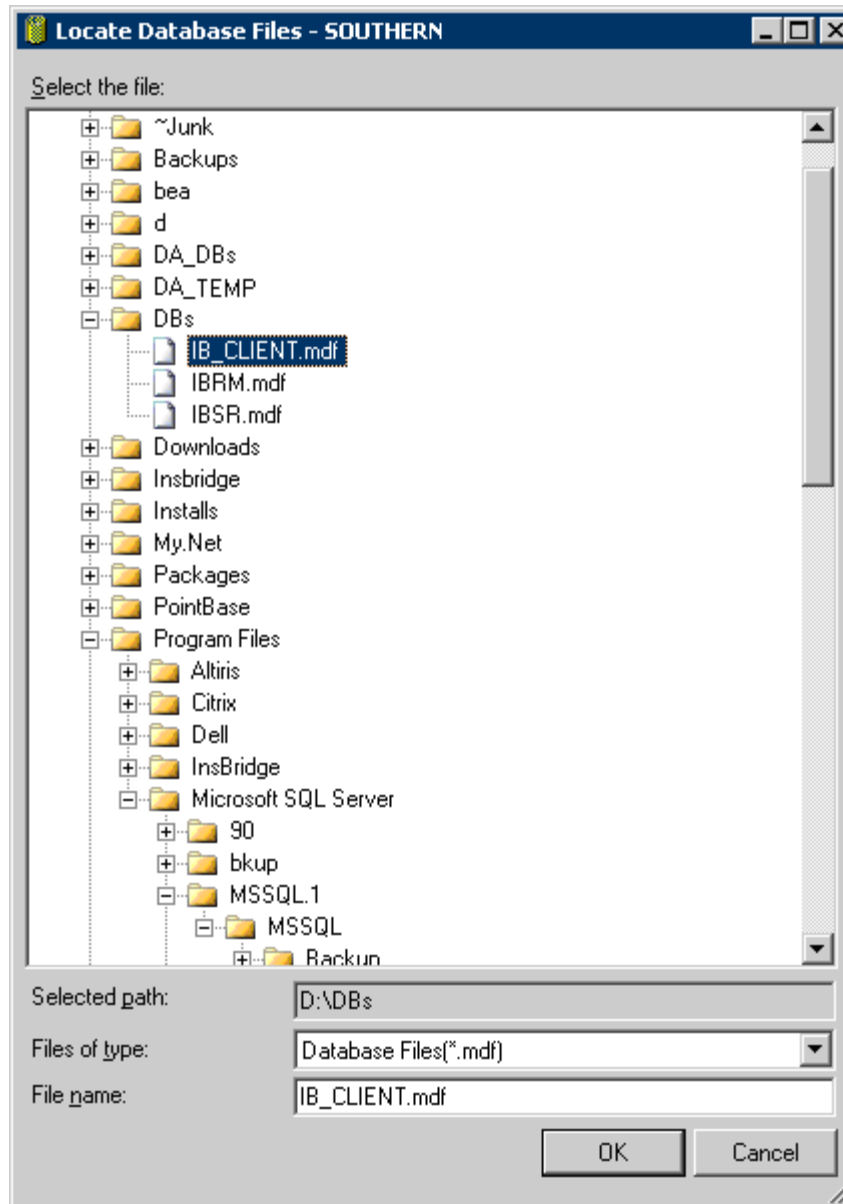 Locate Database Files - SOUTHERN
Select the file:
~Junk
Backups
bea
d
DA_DBs
DA_TEMP
DBs
IB_CLIENT.mdf
IBRM.mdf
IBSR.mdf
Downloads
Insbridge
Installs
My.Net
Packages
PointBase
Program Files
Altiris
Citrix
Dell
InsBridge
Microsoft SQL Server
90
bkup
MSSQL.1
MSSQL
Backup
Selected path: D:\DBs
Files of type: Database Files(*.mdf)
File name: IB_CLIENT.mdf
OK Cancel